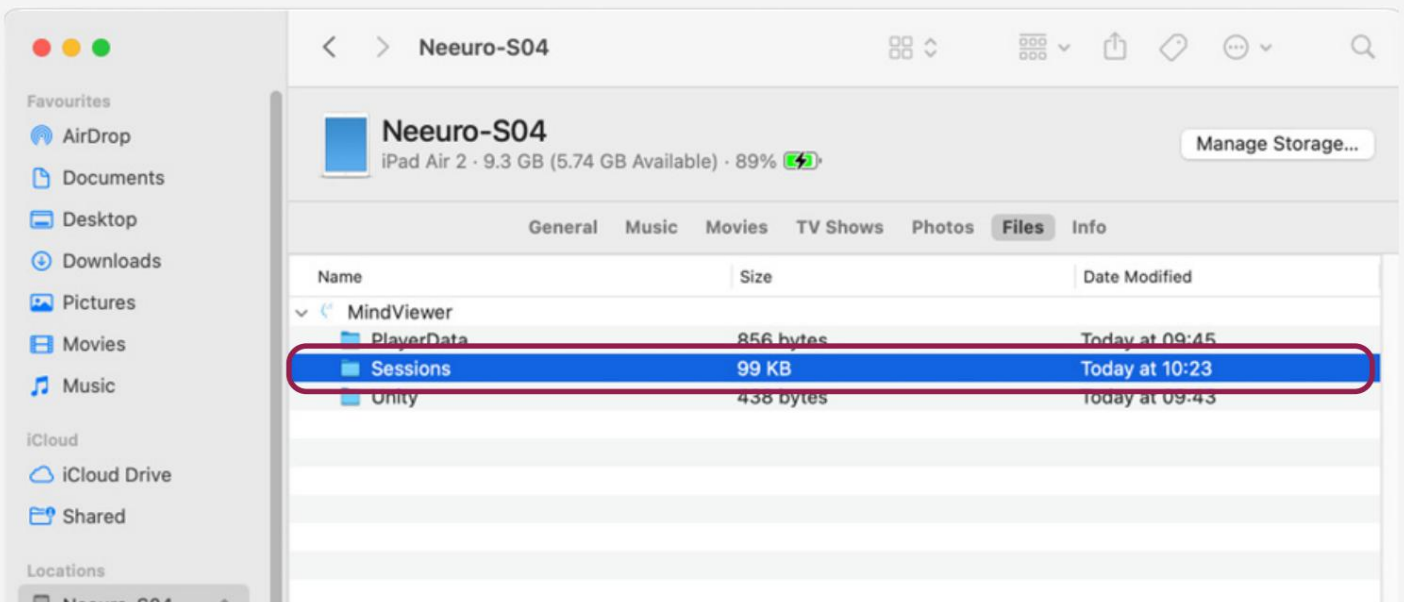 Neeuro-S04
Favourites
AirDrop
Documents
Desktop
Downloads
Pictures
Movies
Music
iCloud
iCloud Drive
Shared
Locations
Neeuro-S04
Neeuro-S04
iPad Air 2 · 9.3 GB (5.74 GB Available) · 89%
Manage Storage...
General Music Movies TV Shows Photos Files Info
Name Size Date Modified
MindViewer
PlayerData 856 bytes Today at 09:45
Sessions 99 KB Today at 10:23
Unity 438 bytes Today at 09:43